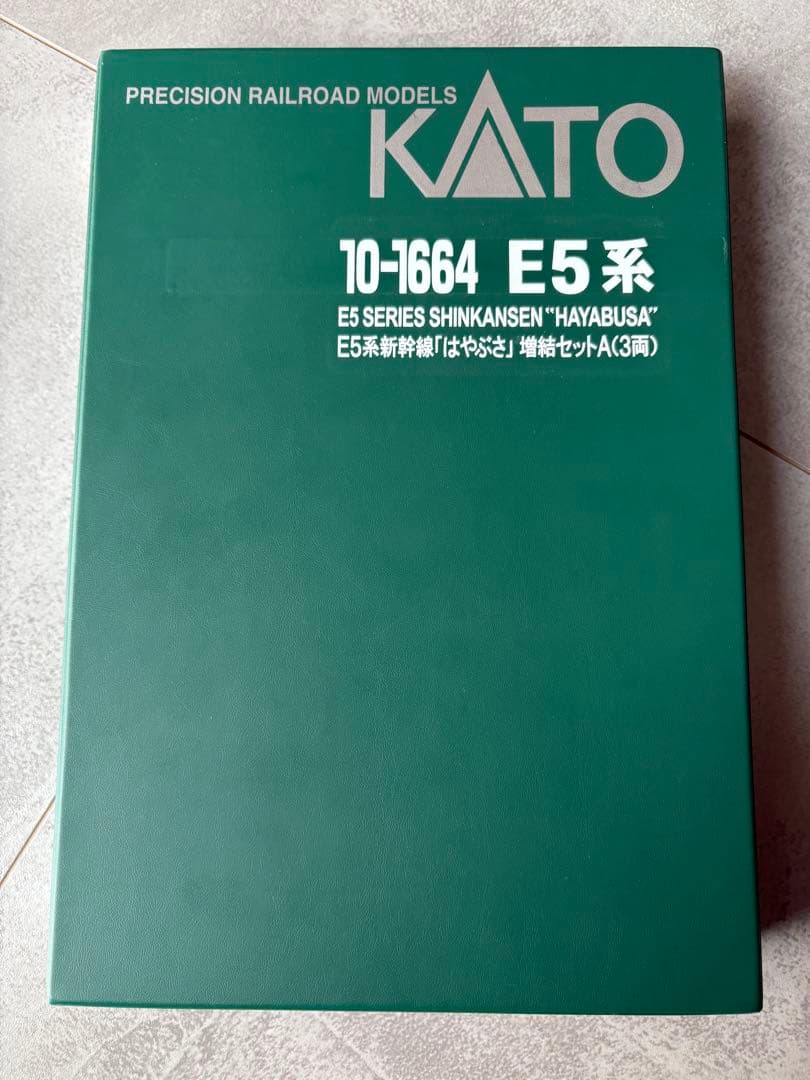 PRECISION RAILROAD MODELS
KATO
10-1664 E5系
E5 SERIES SHINKANSEN "HAYABUSA"
E5系新幹線「はやぶさ」増結セットA(3両)